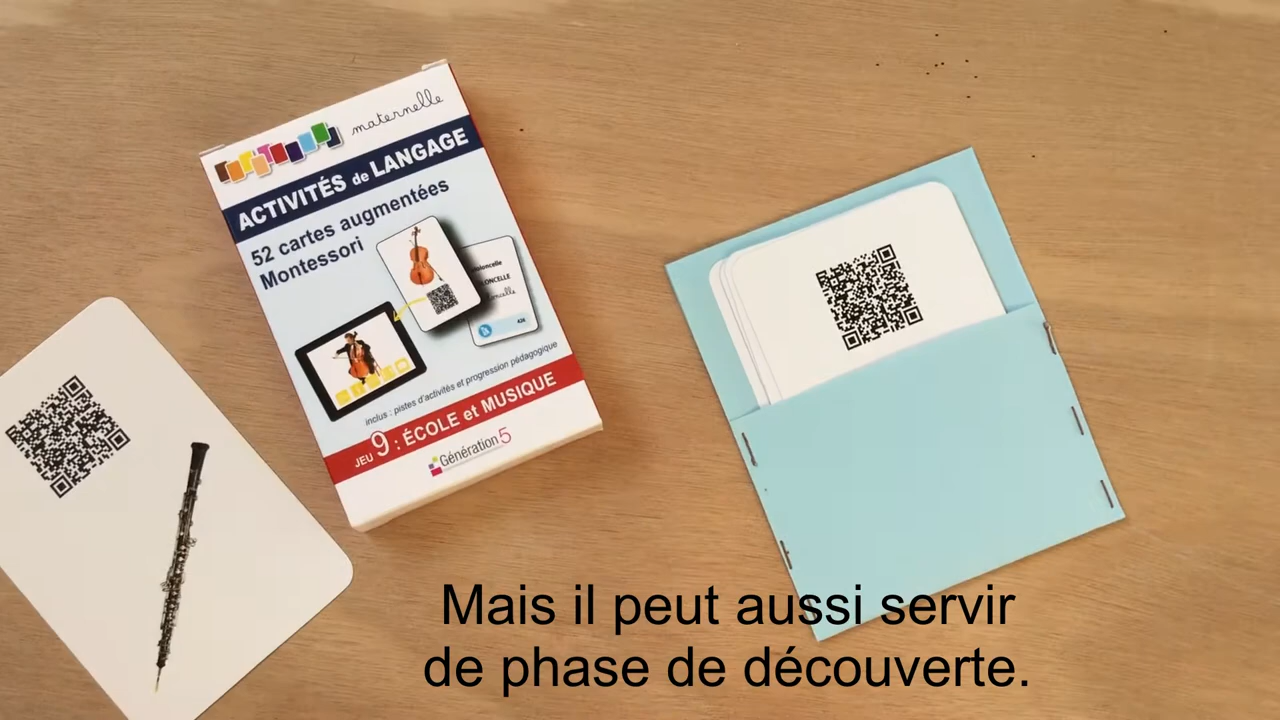 maternelle
ACTIVITÉS de LANGAGE
52 cartes augmentées
Montessori
inclus : pistes d'activités et progression pédagogique
JEU 9 : ÉCOLE et MUSIQUE
Génération 5
Mais il peut aussi servir
de phase de découverte.